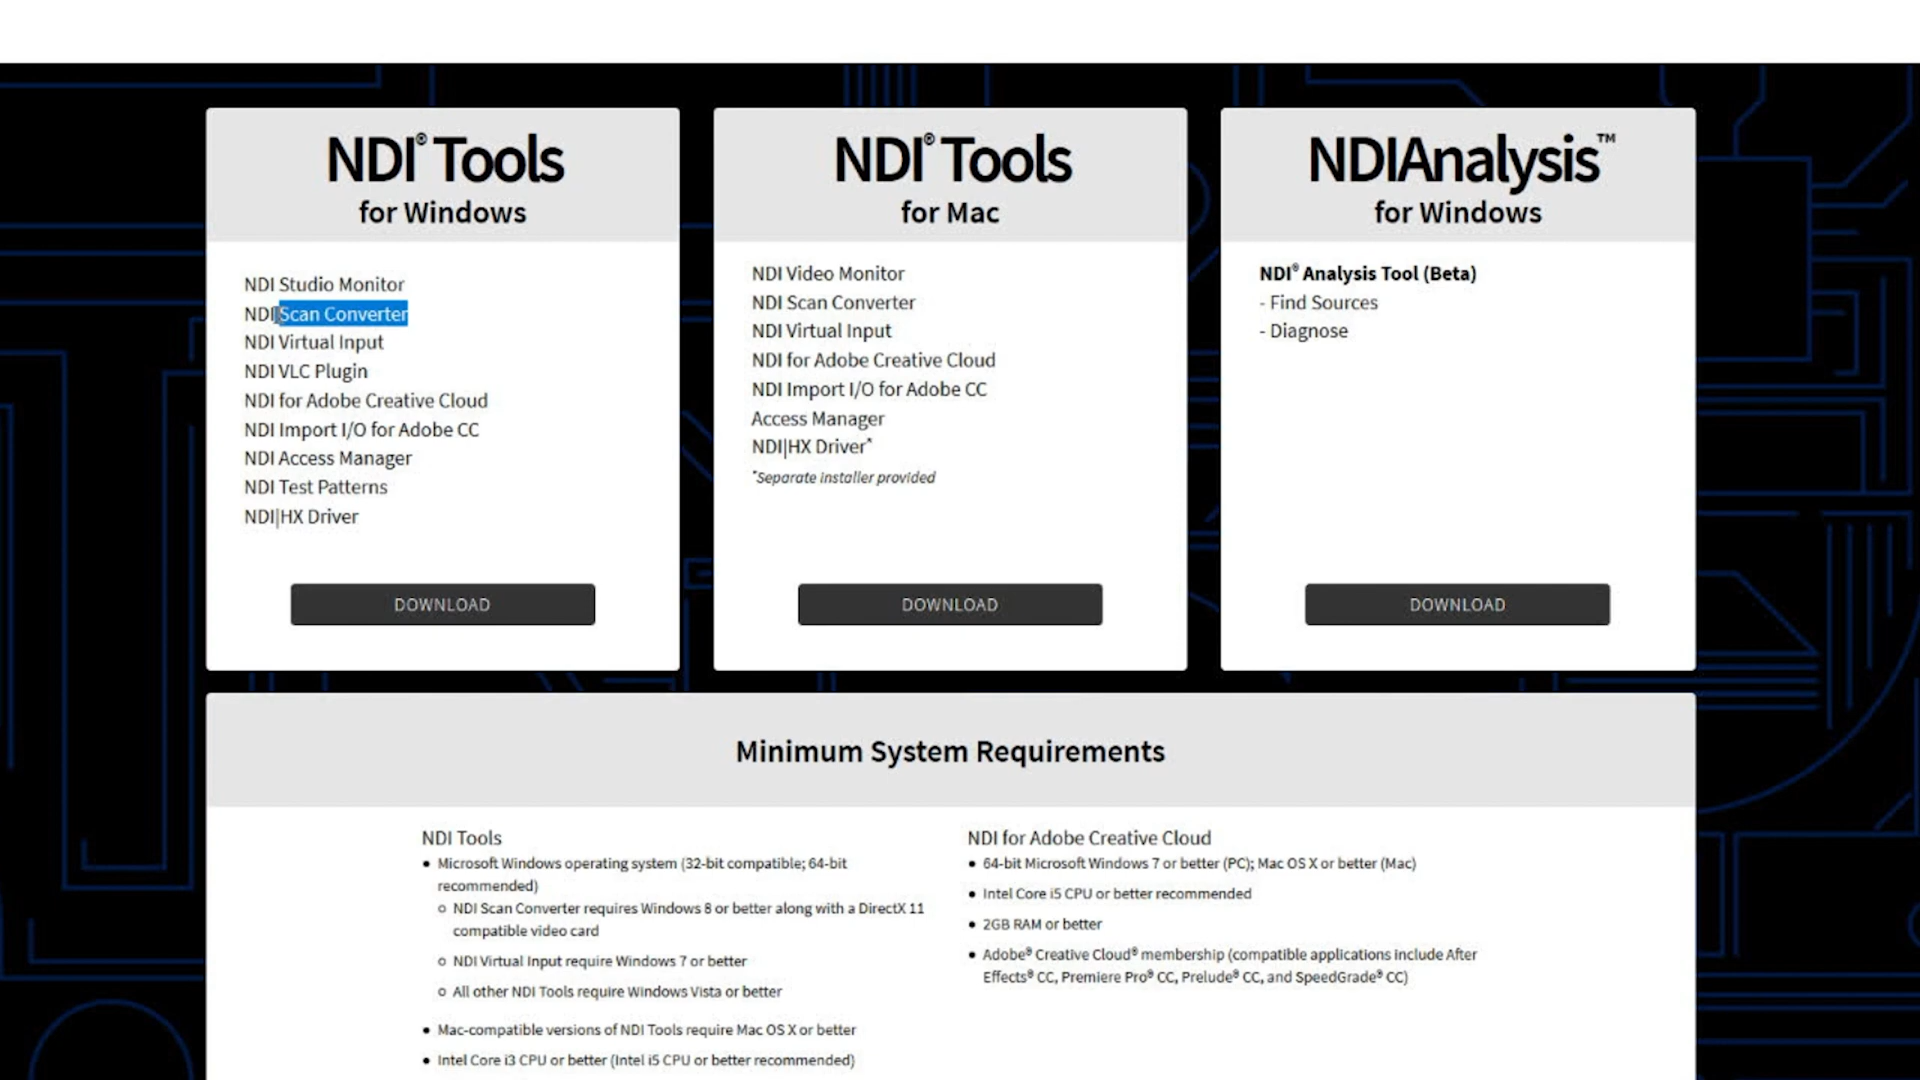 NDI® Tools
for Windows
NDI Studio Monitor
NDI Scan Converter
NDI Virtual Input
NDI VLC Plugin
NDI for Adobe Creative Cloud
NDI Import I/O for Adobe CC
NDI Access Manager
NDI Test Patterns
NDI|HX Driver
DOWNLOAD
NDI® Tools
for Mac
NDI Video Monitor
NDI Scan Converter
NDI Virtual Input
NDI for Adobe Creative Cloud
NDI Import I/O for Adobe CC
Access Manager
NDI|HX Driver*
*Separate installer provided
DOWNLOAD
NDIAnalysis™
for Windows
NDI® Analysis Tool (Beta)
- Find Sources
- Diagnose
DOWNLOAD
Minimum System Requirements
NDI Tools
• Microsoft Windows operating system (32-bit compatible; 64-bit
recommended)
o NDI Scan Converter requires Windows 8 or better along with a DirectX 11
compatible video card
o NDI Virtual Input require Windows 7 or better
o All other NDI Tools require Windows Vista or better
• Mac-compatible versions of NDI Tools require Mac OS X or better
• Intel Core i3 CPU or better (Intel i5 CPU or better recommended)
NDI for Adobe Creative Cloud
• 64-bit Microsoft Windows 7 or better (PC); Mac OS X or better (Mac)
• Intel Core i5 CPU or better recommended
• 2GB RAM or better
• Adobe® Creative Cloud® membership (compatible applications include After
Effects® CC, Premiere Pro® CC, Prelude® CC, and SpeedGrade® CC)